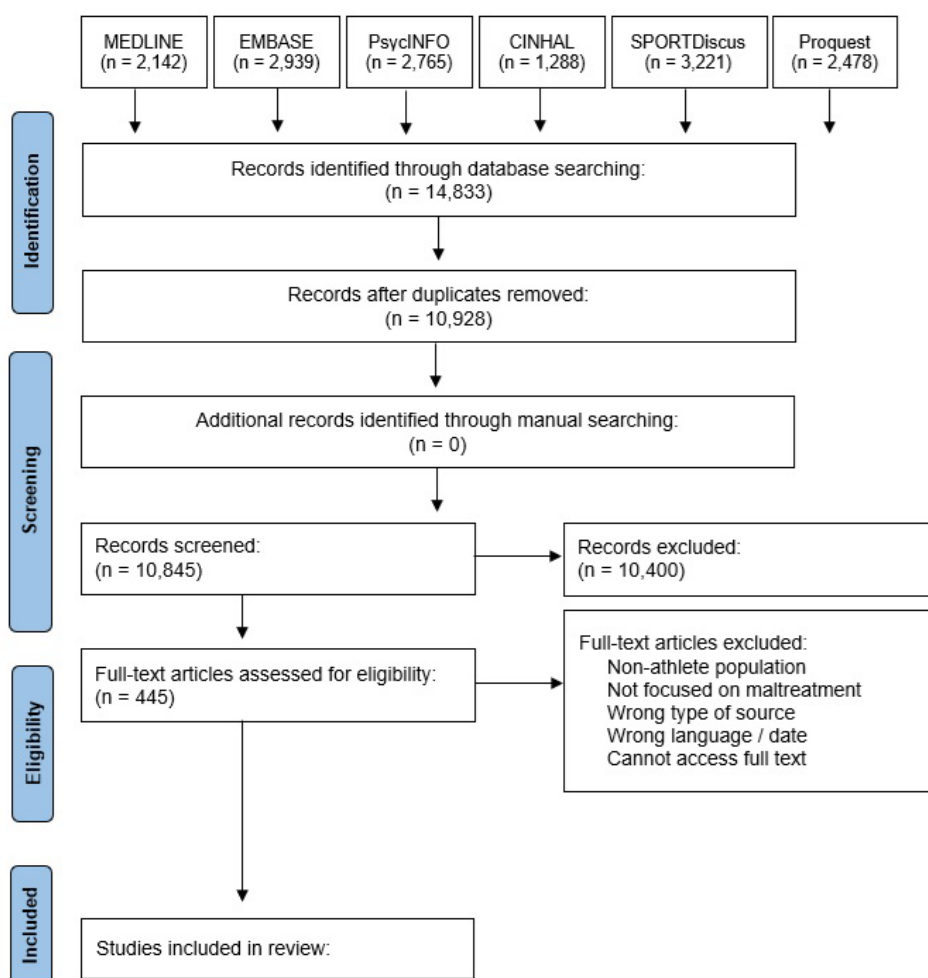 MEDLINE
(n = 2,142)
EMBASE
(n = 2,939)
PsycINFO
(n = 2,765)
CINHAL
(n = 1,288)
SPORTDiscus
(n = 3,221)
Proquest
(n = 2,478)
Identification
Records identified through database searching:
(n = 14,833)
Records after duplicates removed:
(n = 10,928)
Screening
Additional records identified through manual searching:
(n = 0)
Records screened:
(n = 10,845)
Records excluded:
(n = 10,400)
Eligibility
Full-text articles assessed for eligibility:
(n = 445)
Full-text articles excluded:
Non-athlete population
Not focused on maltreatment
Wrong type of source
Wrong language / date
Cannot access full text
Included
Studies included in review: